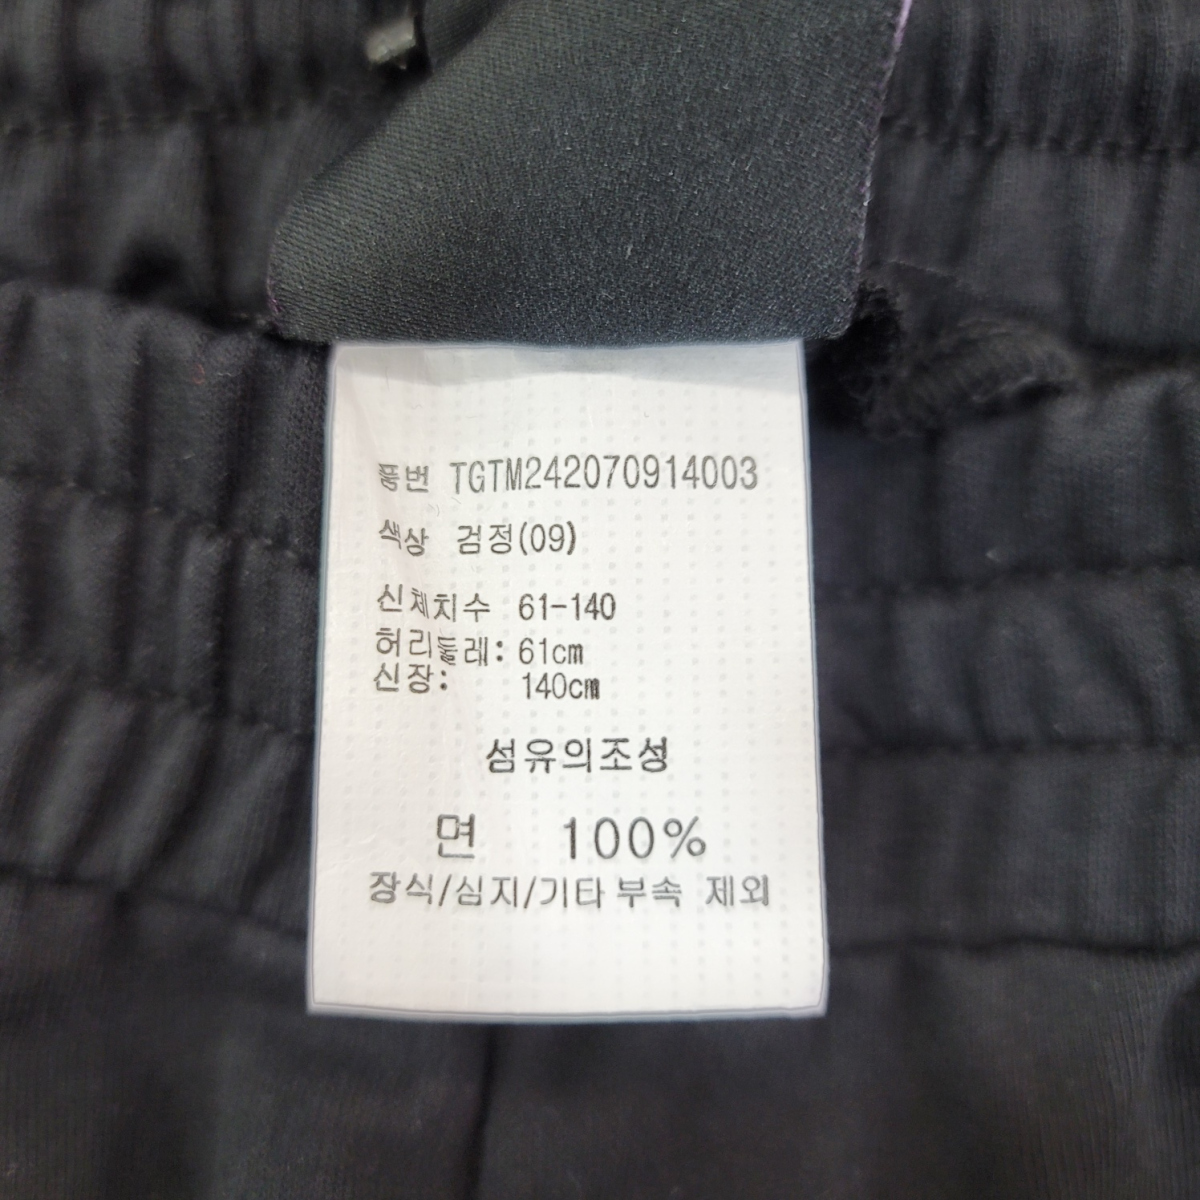 품번 TGTM242070914003
색상 검정(09)
신체치수 61-140
허리둘레: 61cm
신장: 140cm
섬유의조성
면 100%
장식/심지/기타 부속 제외